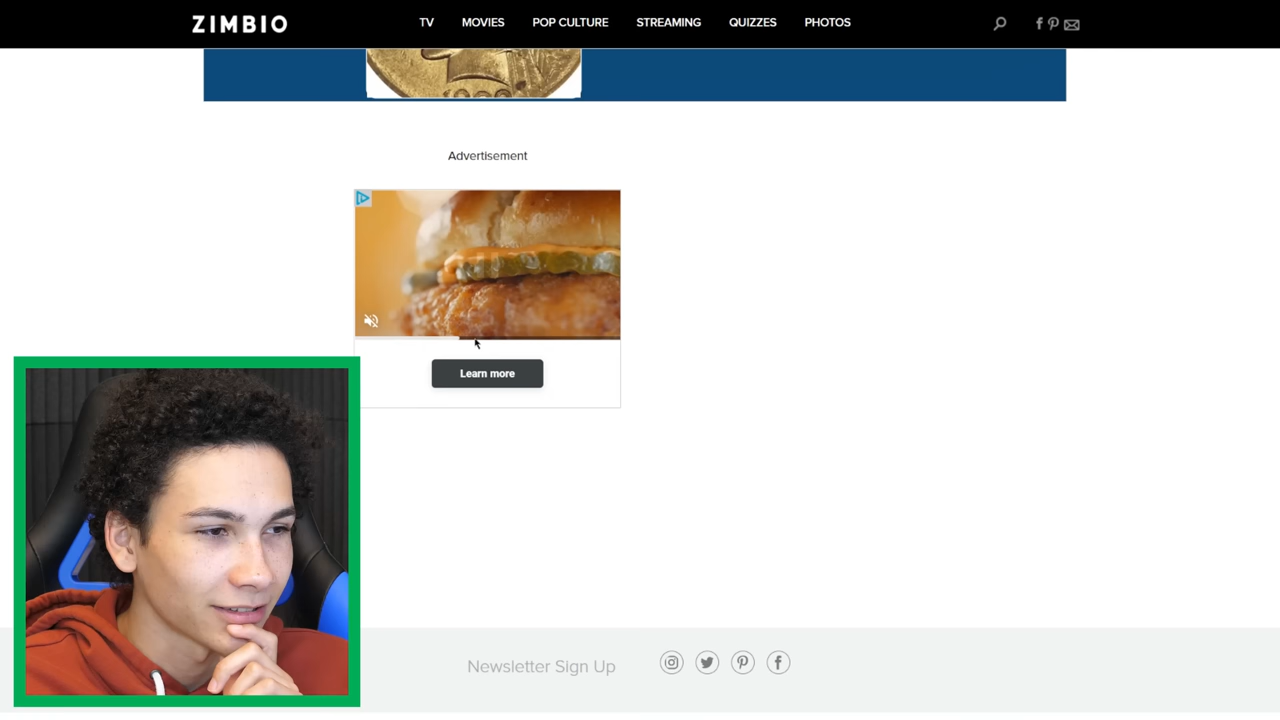 ZIMBIO TV MOVIES POP CULTURE STREAMING QUIZZES PHOTOS
Advertisement
Learn more
Newsletter Sign Up